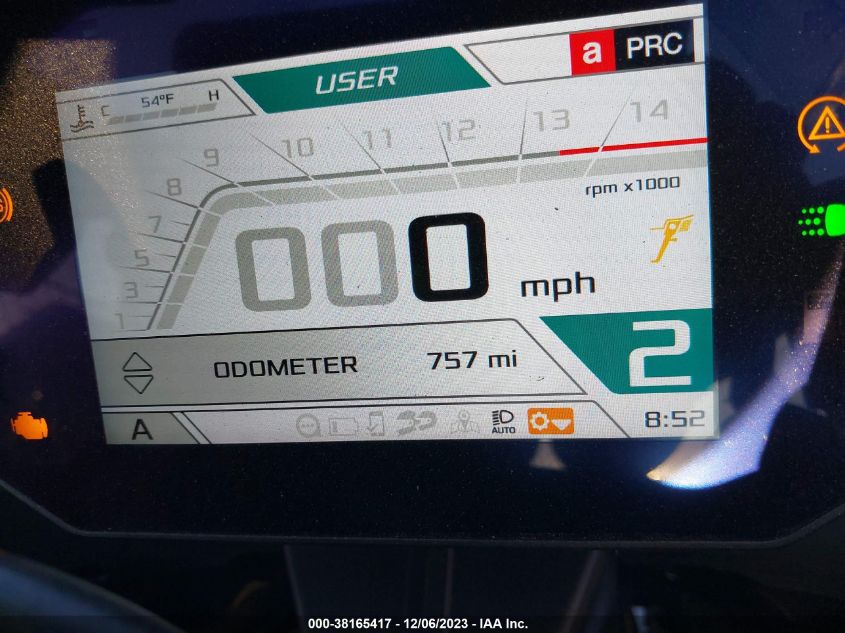 USER
a PRC
C 54°F H
1 3 5 7 8 9 10 11 12 13 14
rpm x1000
000 mph
ODOMETER 757 mi
2
A
AUTO
8:52
000-38165417 - 12/06/2023 - IAA Inc.